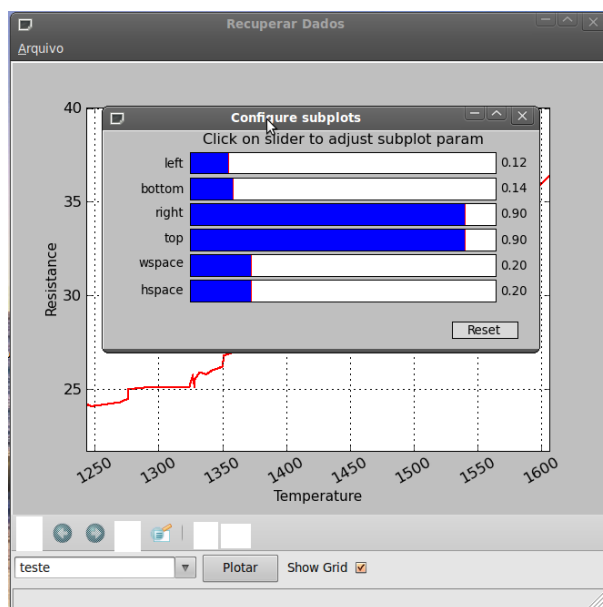 Recuperar Dados
Arquivo
40
35
30
25
Resistance
Configure subplots
Click on slider to adjust subplot param
left 0.12
bottom 0.14
right 0.90
top 0.90
wspace 0.20
hspace 0.20
Reset
1250 1300 1350 1400 1450 1500 1550 1600
Temperature
teste Plotar Show Grid